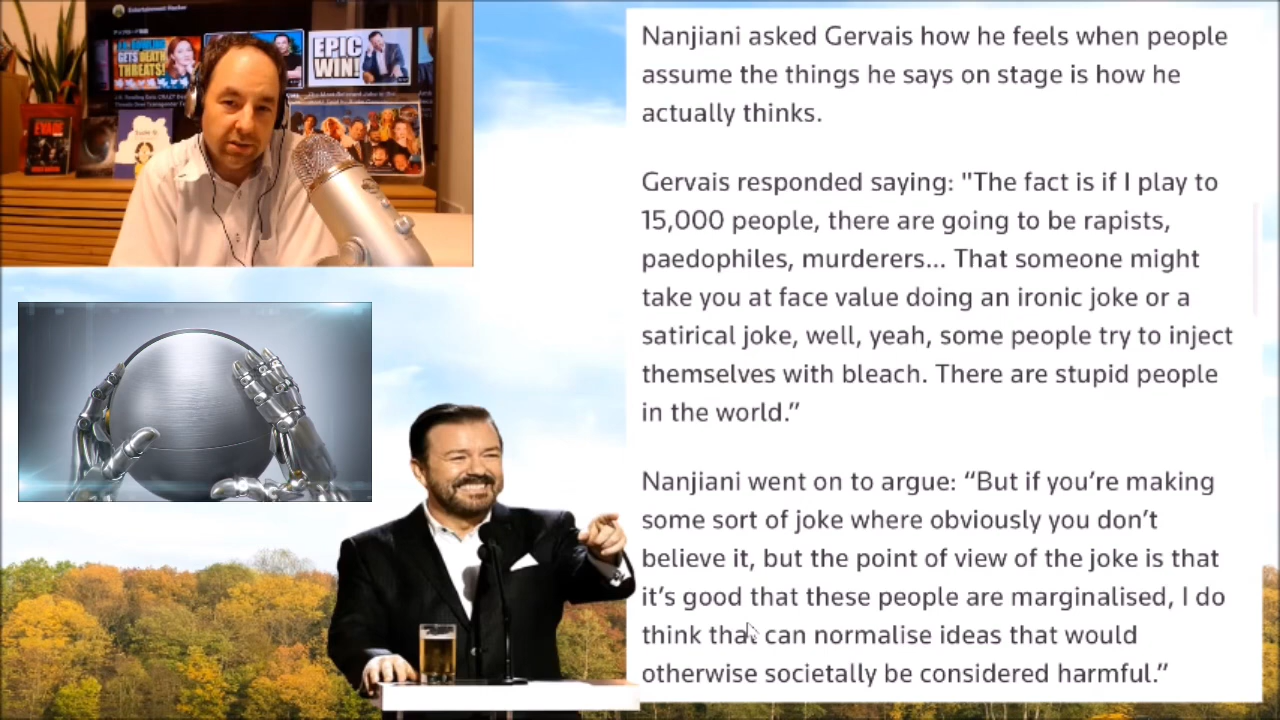 Entertainment Hacker
J.K. ROWLING
GETS DEATH
THREATS!
EPIC
WIN!
Nanjiani asked Gervais how he feels when people
assume the things he says on stage is how he
actually thinks.
Gervais responded saying: "The fact is if I play to
15,000 people, there are going to be rapists,
paedophiles, murderers... That someone might
take you at face value doing an ironic joke or a
satirical joke, well, yeah, some people try to inject
themselves with bleach. There are stupid people
in the world.”
Nanjiani went on to argue: “But if you’re making
some sort of joke where obviously you don’t
believe it, but the point of view of the joke is that
it’s good that these people are marginalised, I do
think that can normalise ideas that would
otherwise societally be considered harmful.”